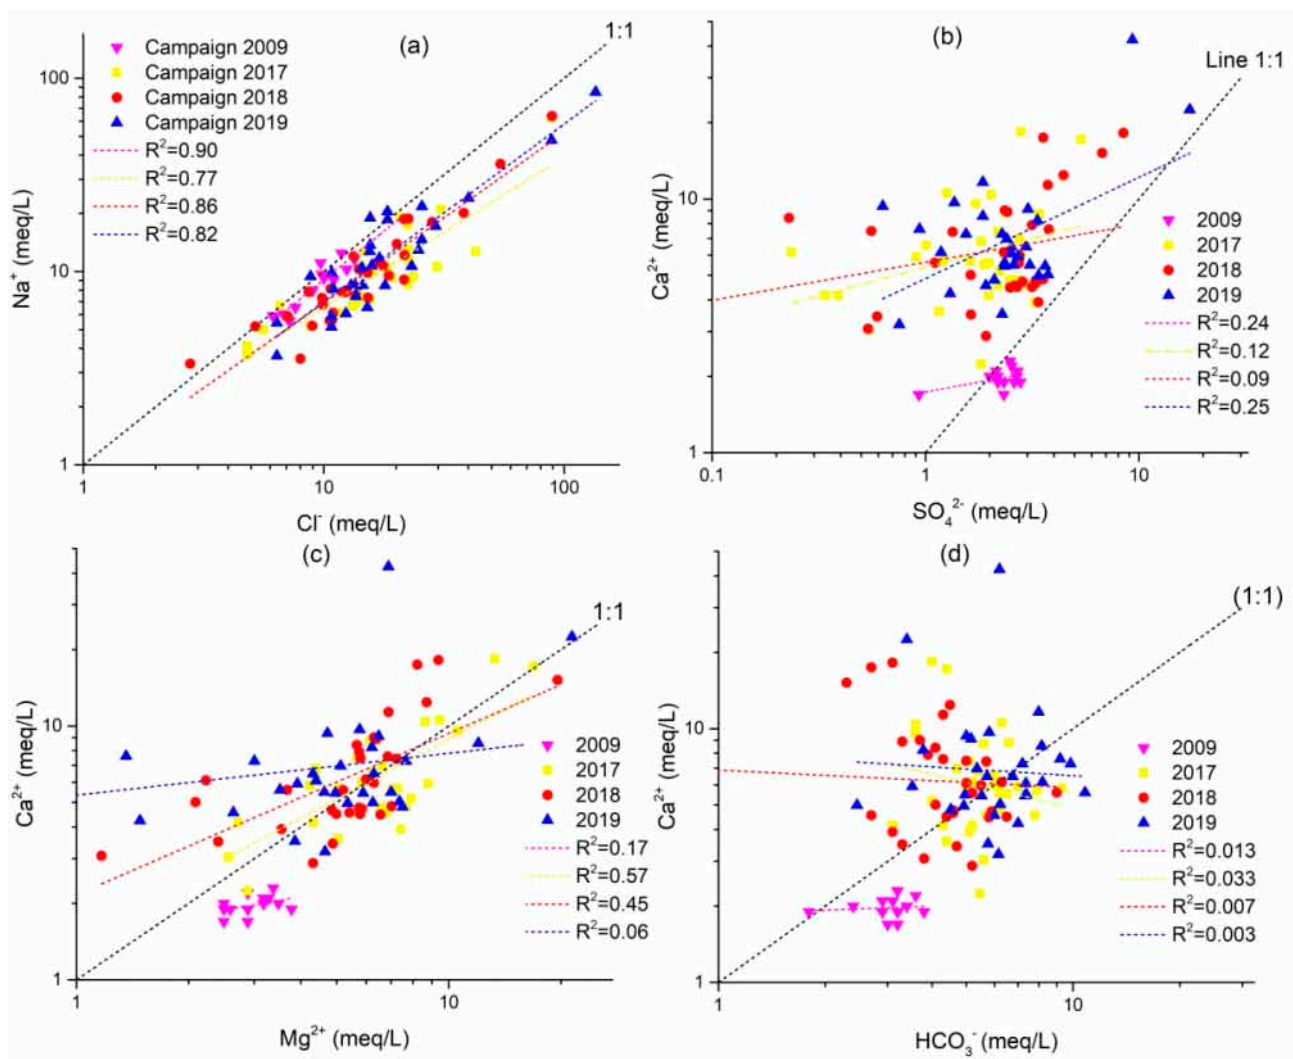 (a)
1:1
Campaign 2009
Campaign 2017
Campaign 2018
Campaign 2019
R²=0.90
R²=0.77
R²=0.86
R²=0.82
Na⁺ (meq/L)
100
10
1
1
10
100
Cl⁻ (meq/L)
(b)
Line 1:1
Ca²⁺ (meq/L)
10
1
2009
2017
2018
2019
R²=0.24
R²=0.12
R²=0.09
R²=0.25
0.1
1
10
SO₄²⁻ (meq/L)
(c)
1:1
Ca²⁺ (meq/L)
10
1
2009
2017
2018
2019
R²=0.17
R²=0.57
R²=0.45
R²=0.06
1
10
Mg²⁺ (meq/L)
(d)
(1:1)
Ca²⁺ (meq/L)
10
1
2009
2017
2018
2019
R²=0.013
R²=0.033
R²=0.007
R²=0.003
1
10
HCO₃⁻ (meq/L)